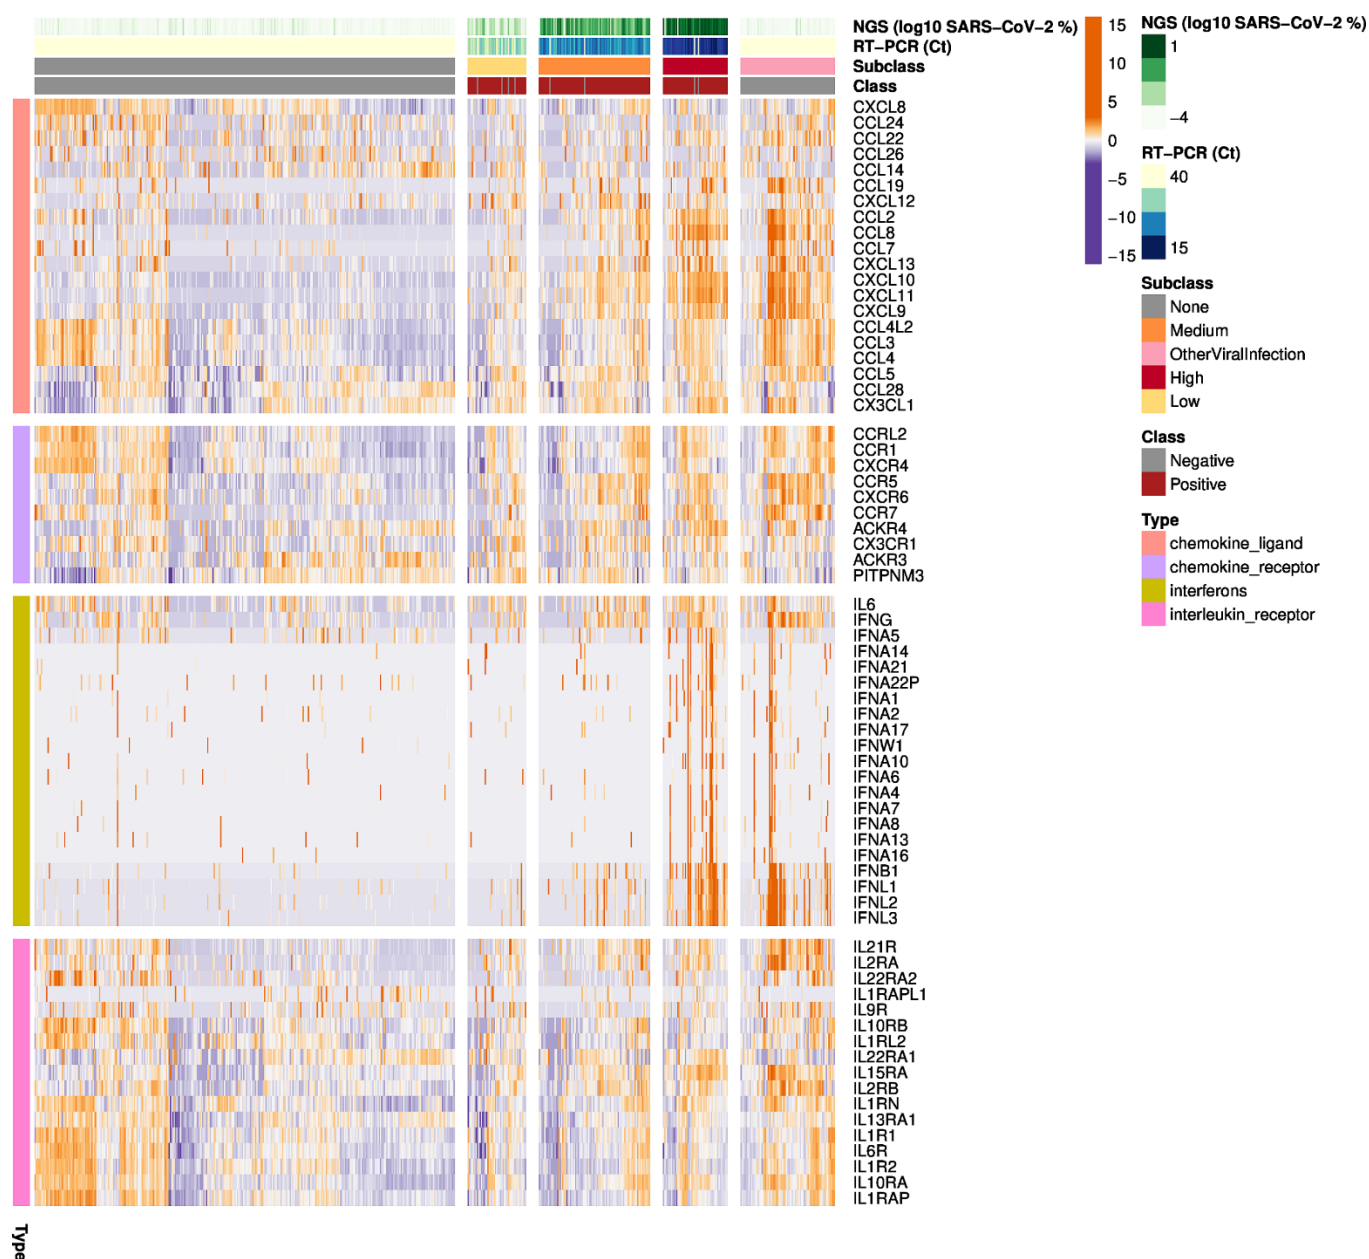 NGS (log10 SARS−CoV−2 %)
RT−PCR (Ct)
Subclass
Class
CXCL8
CCL24
CCL22
CCL26
CCL14
CCL19
CXCL12
CCL2
CCL8
CCL7
CXCL13
CXCL10
CXCL11
CXCL9
CCL4L2
CCL3
CCL4
CCL5
CCL28
CX3CL1
CCRL2
CCR1
CXCR4
CCR5
CXCR6
CCR7
ACKR4
CX3CR1
ACKR3
PITPNM3
IL6
IFNG
IFNA5
IFNA14
IFNA21
IFNA22P
IFNA1
IFNA2
IFNA17
IFNW1
IFNA10
IFNA6
IFNA4
IFNA7
IFNA8
IFNA13
IFNA16
IFNB1
IFNL1
IFNL2
IFNL3
IL21R
IL2RA
IL22RA2
IL1RAPL1
IL9R
IL10RB
IL1RL2
IL22RA1
IL15RA
IL2RB
IL1RN
IL13RA1
IL1R1
IL6R
IL1R2
IL10RA
IL1RAP
Type
15
10
5
0
−5
−10
−15
NGS (log10 SARS−CoV−2 %)
1
−4
RT−PCR (Ct)
40
15
Subclass
None
Medium
OtherViralInfection
High
Low
Class
Negative
Positive
Type
chemokine_ligand
chemokine_receptor
interferons
interleukin_receptor